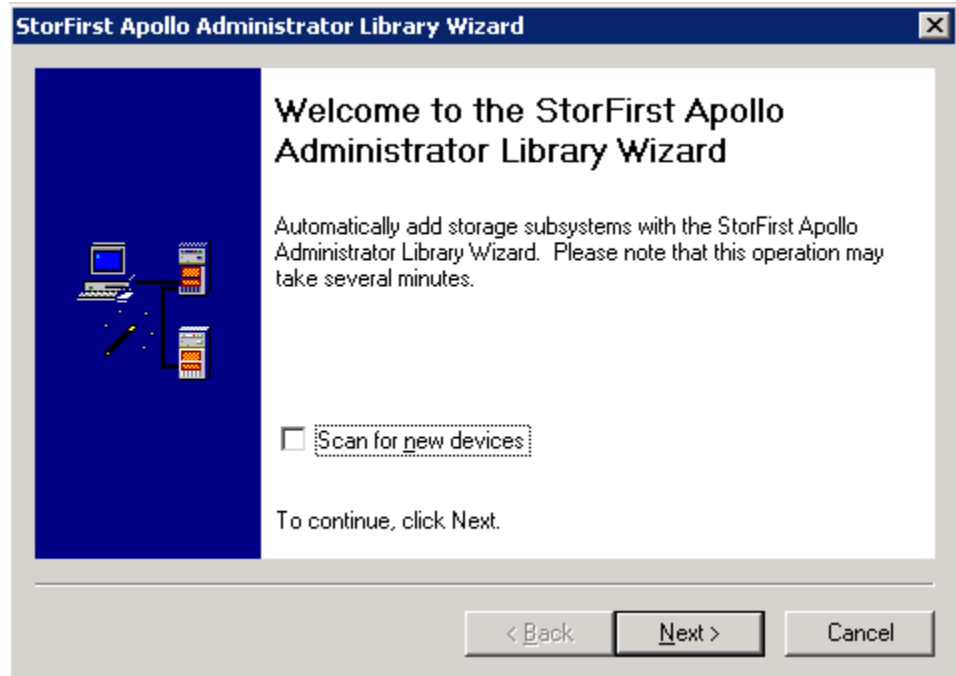 StorFirst Apollo Administrator Library Wizard
Welcome to the StorFirst Apollo
Administrator Library Wizard
Automatically add storage subsystems with the StorFirst Apollo
Administrator Library Wizard.  Please note that this operation may
take several minutes.
Scan for new devices
To continue, click Next.
< Back
Next >
Cancel